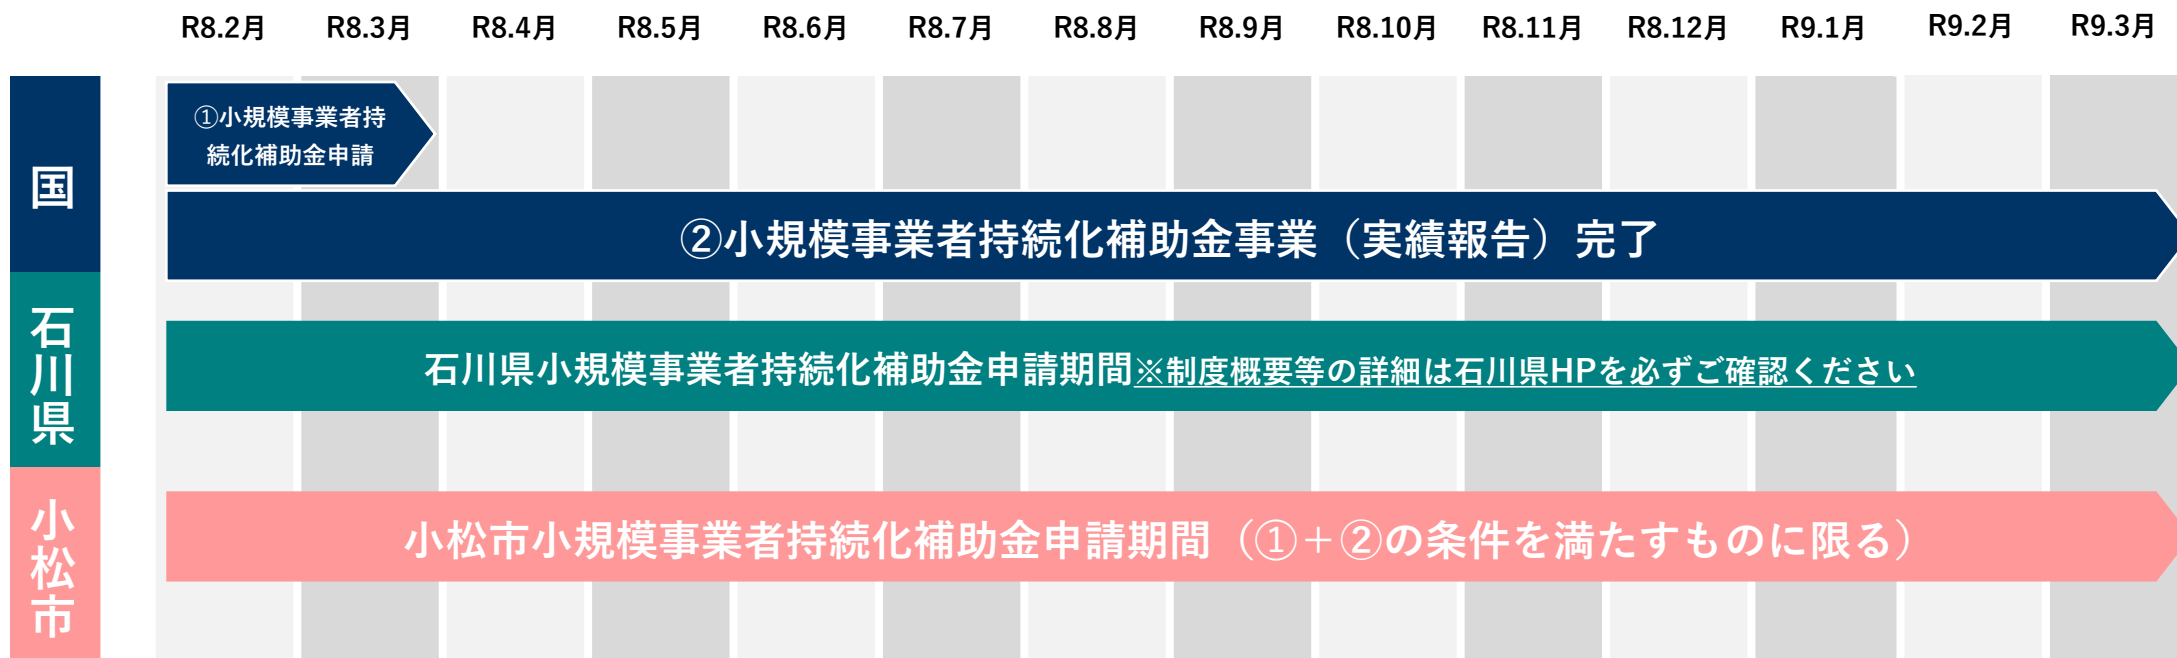 R8.2月 R8.3月 R8.4月 R8.5月 R8.6月 R8.7月 R8.8月 R8.9月 R8.10月 R8.11月 R8.12月 R9.1月 R9.2月 R9.3月
国
①小規模事業者持
続化補助金申請
②小規模事業者持続化補助金事業（実績報告）完了
石川県
石川県小規模事業者持続化補助金申請期間※制度概要等の詳細は石川県HPを必ずご確認ください
小松市
小松市小規模事業者持続化補助金申請期間（①＋②の条件を満たすものに限る）